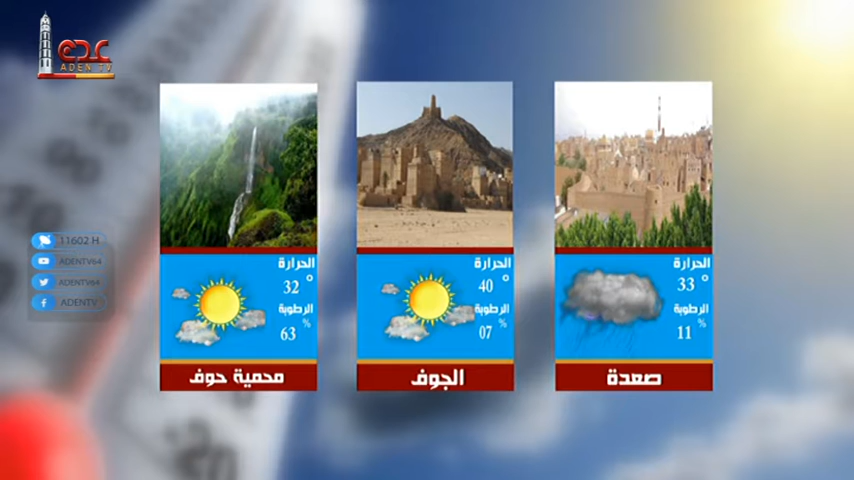 عدن
ADEN TV
11602 H
ADENTV64
ADENTV64
ADENTV
الحرارة
32 °
الرطوبة
63 %
محمية حوف
الحرارة
40 °
الرطوبة
07 %
الجوف
الحرارة
33 °
الرطوبة
11 %
صعدة